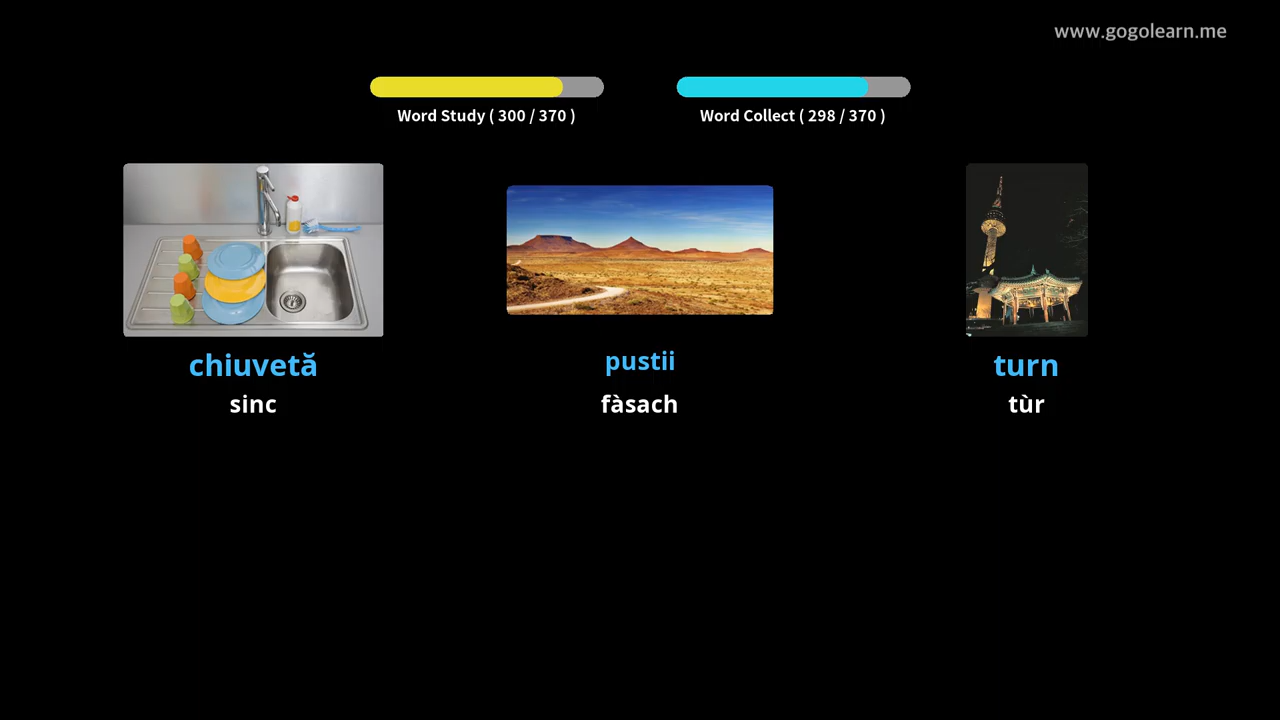 www.gogolearn.me
Word Study ( 300 / 370 )
Word Collect ( 298 / 370 )
chiuvetă
sinc
pustii
fàsach
turn
tùr